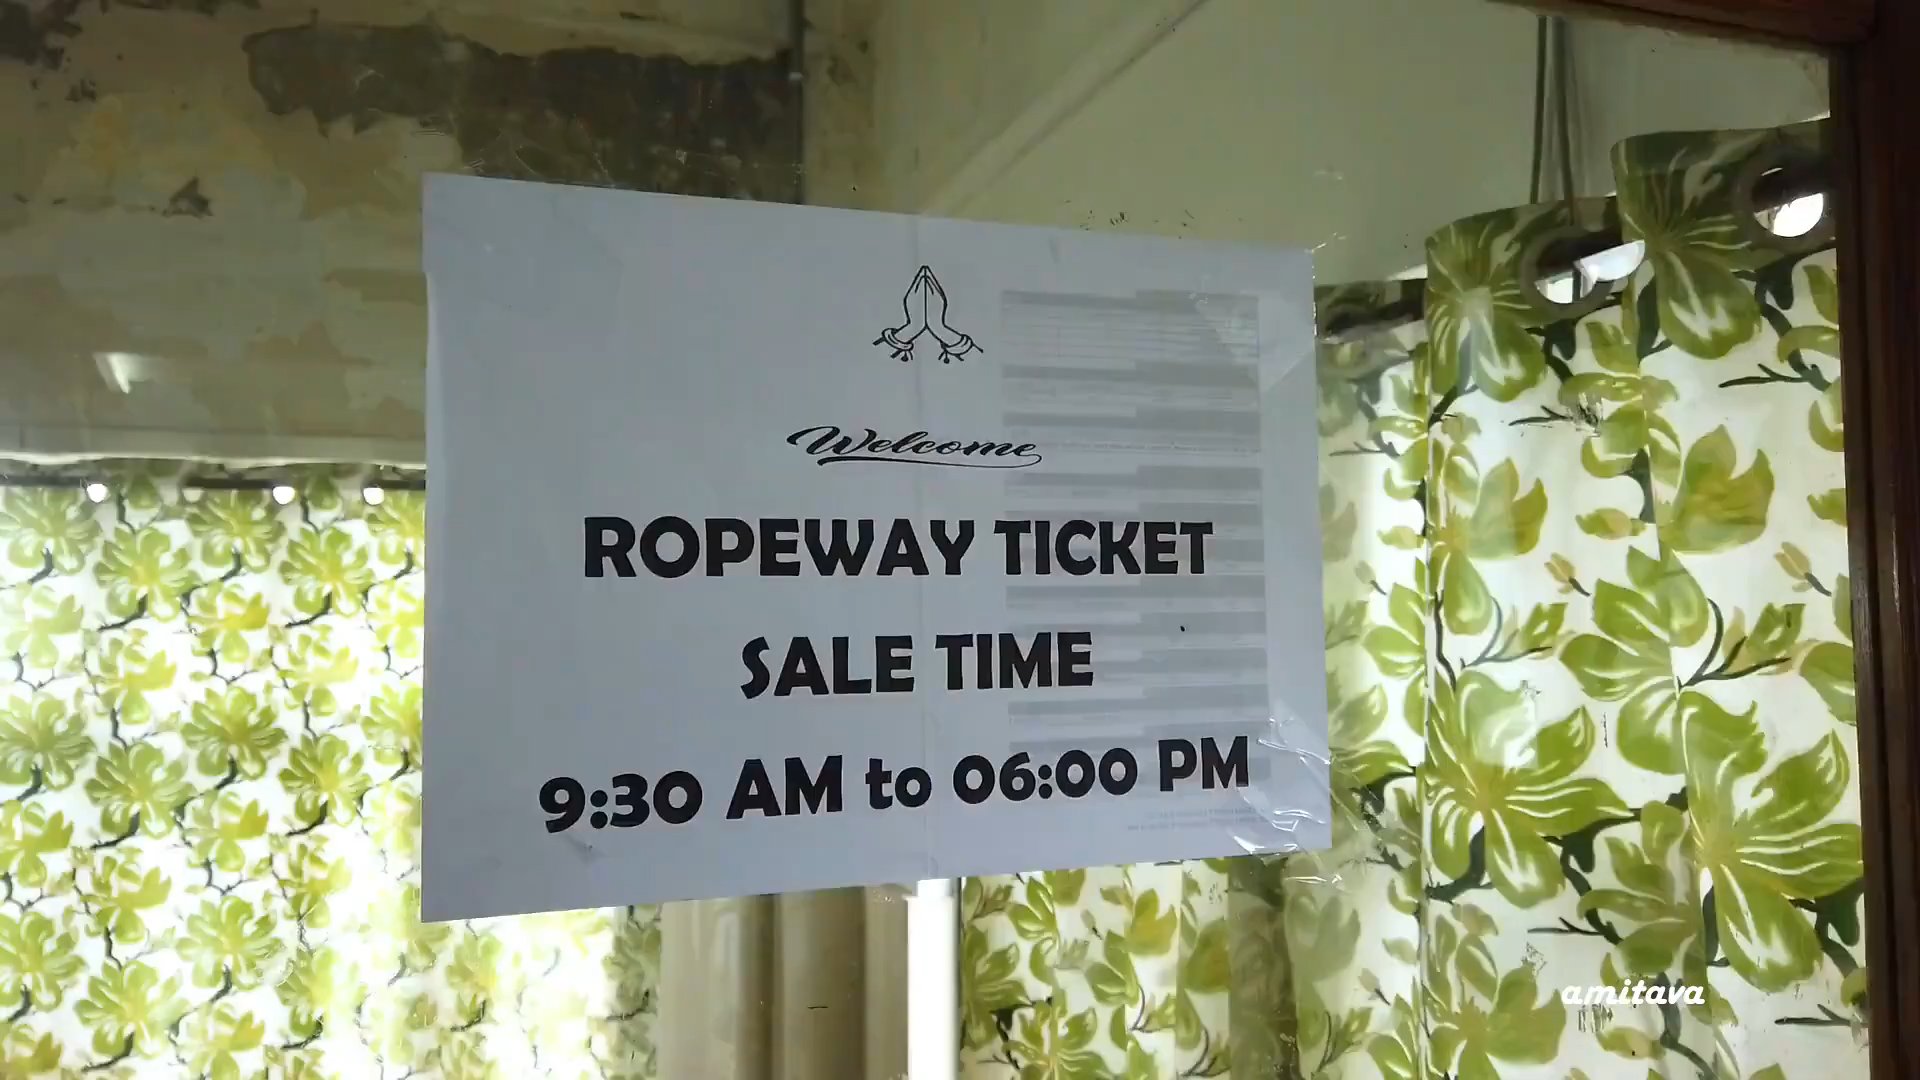 Welcome
ROPEWAY TICKET
SALE TIME
9:30 AM to 06:00 PM
amitava